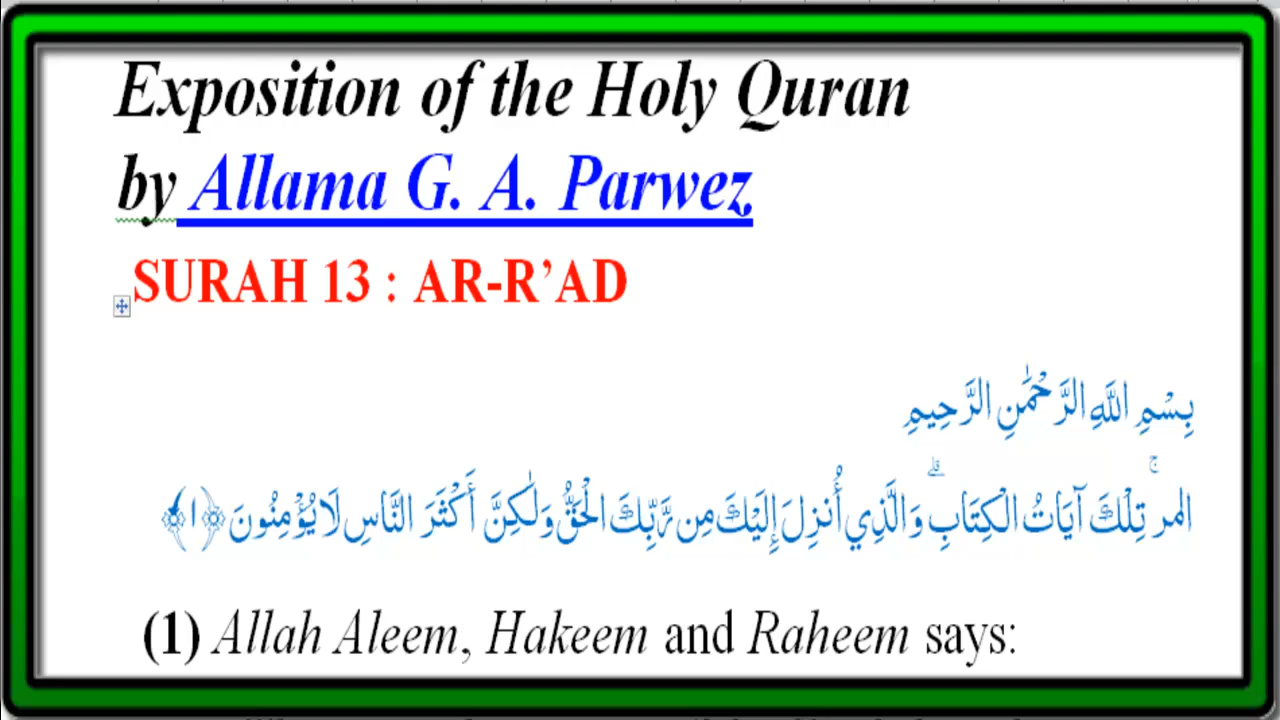 Exposition of the Holy Quran
by Allama G. A. Parwez
SURAH 13 : AR-R’AD
بِسْمِ اللَّهِ الرَّحْمَٰنِ الرَّحِيمِ
المر ۚ تِلْكَ آيَاتُ الْكِتَابِ ۗ وَالَّذِي أُنزِلَ إِلَيْكَ مِن رَّبِّكَ الْحَقُّ وَلَٰكِنَّ أَكْثَرَ النَّاسِ لَا يُؤْمِنُونَ ﴿١﴾
(1) Allah Aleem, Hakeem and Raheem says: